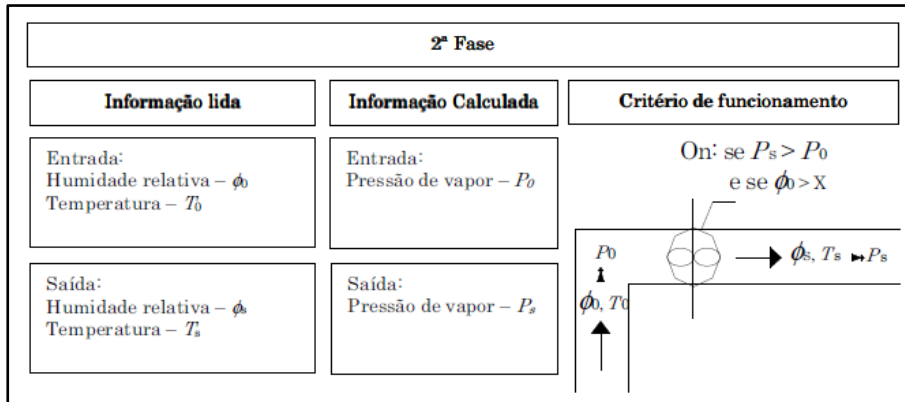 2ª Fase
Informação lida
Informação Calculada
Critério de funcionamento
Entrada:
Humidade relativa – ϕ0
Temperatura – T0
Entrada:
Pressão de vapor – P0
Saída:
Humidade relativa – ϕs
Temperatura – Ts
Saída:
Pressão de vapor – Ps
On: se Ps > P0
e se ϕ0 > X
P0
ϕs, Ts ➙ Ps
ϕ0, T0